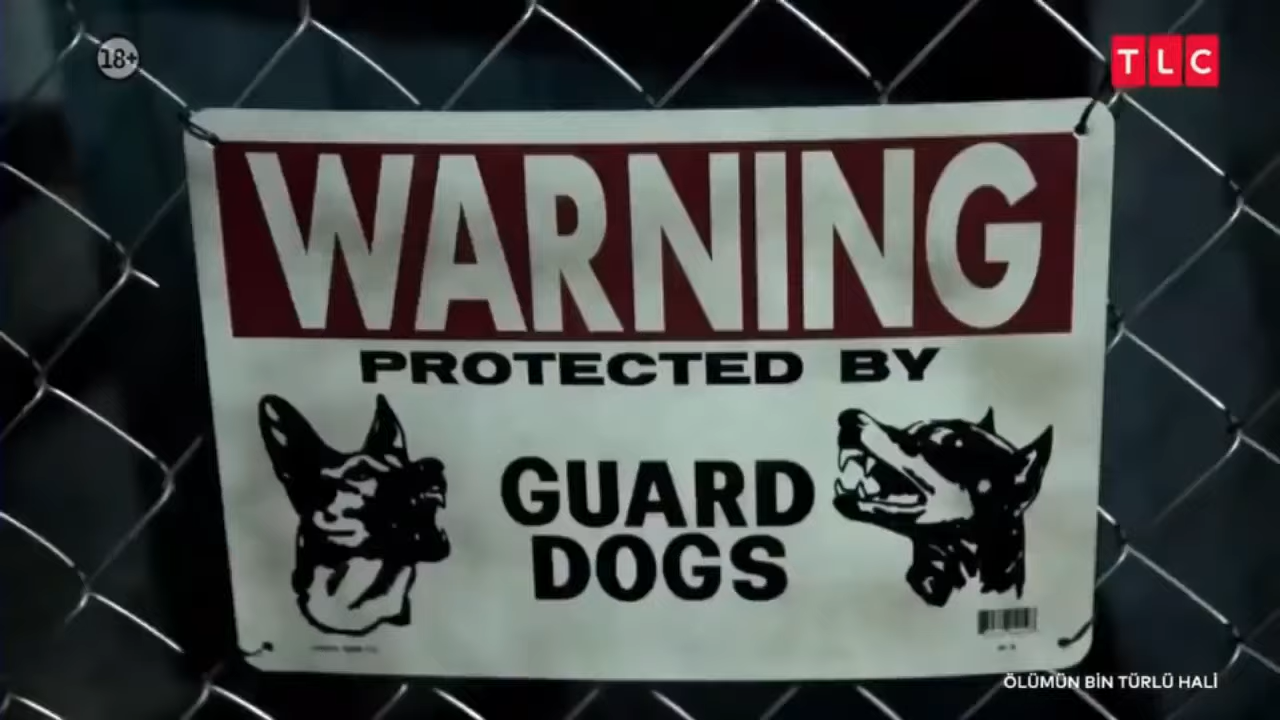 18+
TLC
WARNING
PROTECTED BY
GUARD
DOGS
ÖLÜMÜN BİN TÜRLÜ HALİ